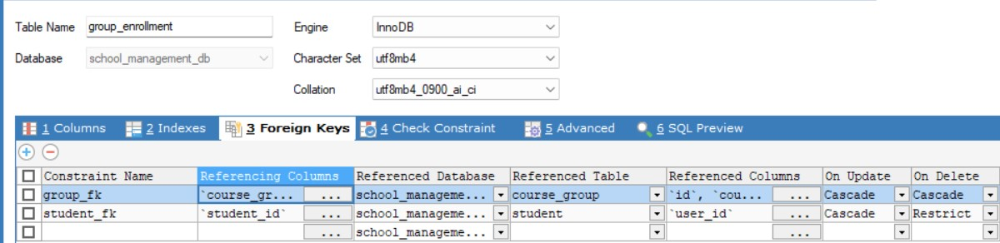 Table Name group_enrollment Engine InnoDB
Database school_management_db Character Set utf8mb4
Collation utf8mb4_0900_ai_ci
1 Columns 2 Indexes 3 Foreign Keys 4 Check Constraint 5 Advanced 6 SQL Preview
Constraint Name Referencing Columns Referenced Database Referenced Table Referenced Columns On Update On Delete
group_fk `course_gr... ... school_manageme... course_group `id`, `cou... ... Cascade Cascade
student_fk `student_id` ... school_manageme... student `user_id` ... Cascade Restrict
... school_manageme... ...